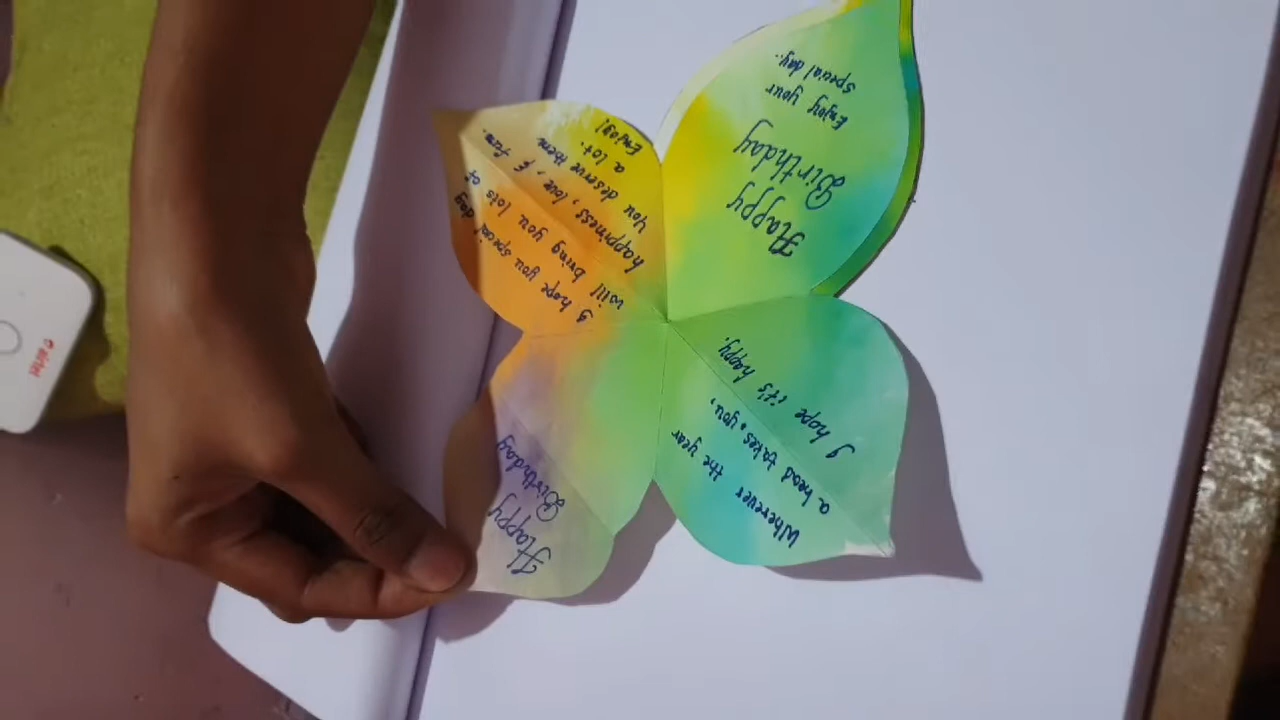 Happy
Birthday
Enjoy your
special day.
I hope you special day
will bring you lots of
happiness, love, & fun.
You deserve them
a lot.
Enjoy!
Wherever the year
a head takes, you,
I hope it's happy.
Happy
Birthday
airtel